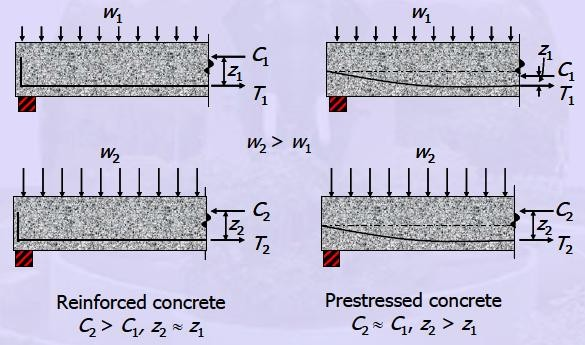 w₁
w₁
C₁
z₁
T₁
z₁
C₁
T₁
w₂ > w₁
w₂
w₂
C₂
z₂
T₂
C₂
z₂
T₂
Reinforced concrete
C₂ > C₁, z₂ ≈ z₁
Prestressed concrete
C₂ ≈ C₁, z₂ > z₁